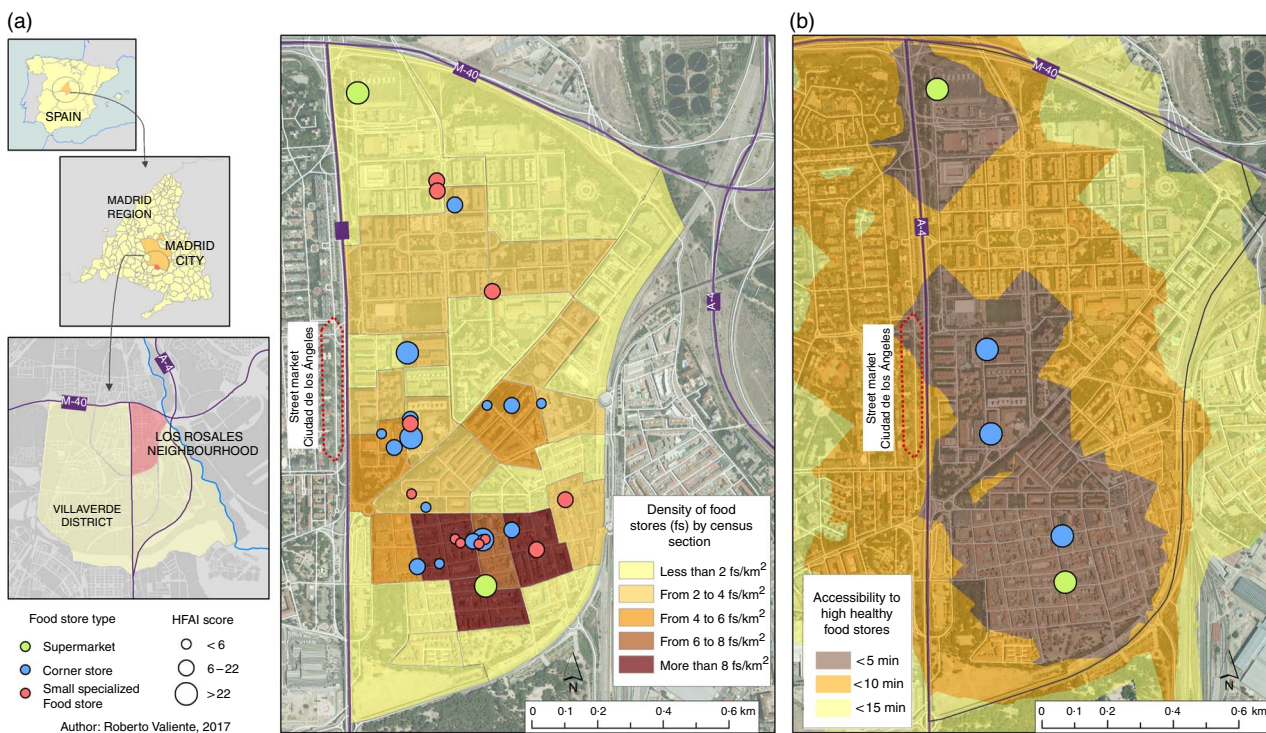 (a)
SPAIN
MADRID
REGION
MADRID
CITY
A-4
M-40
LOS ROSALES
NEIGHBOURHOOD
VILLAVERDE
DISTRICT
Food store type
Supermarket
Corner store
Small specialized
Food store
HFAI score
< 6
6–22
>22
Author: Roberto Valiente, 2017
M-40
A-4
Street market
Ciudad de los Ángeles
Density of food
stores (fs) by census
section
Less than 2 fs/km²
From 2 to 4 fs/km²
From 4 to 6 fs/km²
From 6 to 8 fs/km²
More than 8 fs/km²
N
0 0·1 0·2 0·4 0·6 km
(b)
M-40
A-4
Street market
Ciudad de los Ángeles
Accessibility to
high healthy
food stores
<5 min
<10 min
<15 min
N
0 0·1 0·2 0·4 0·6 km